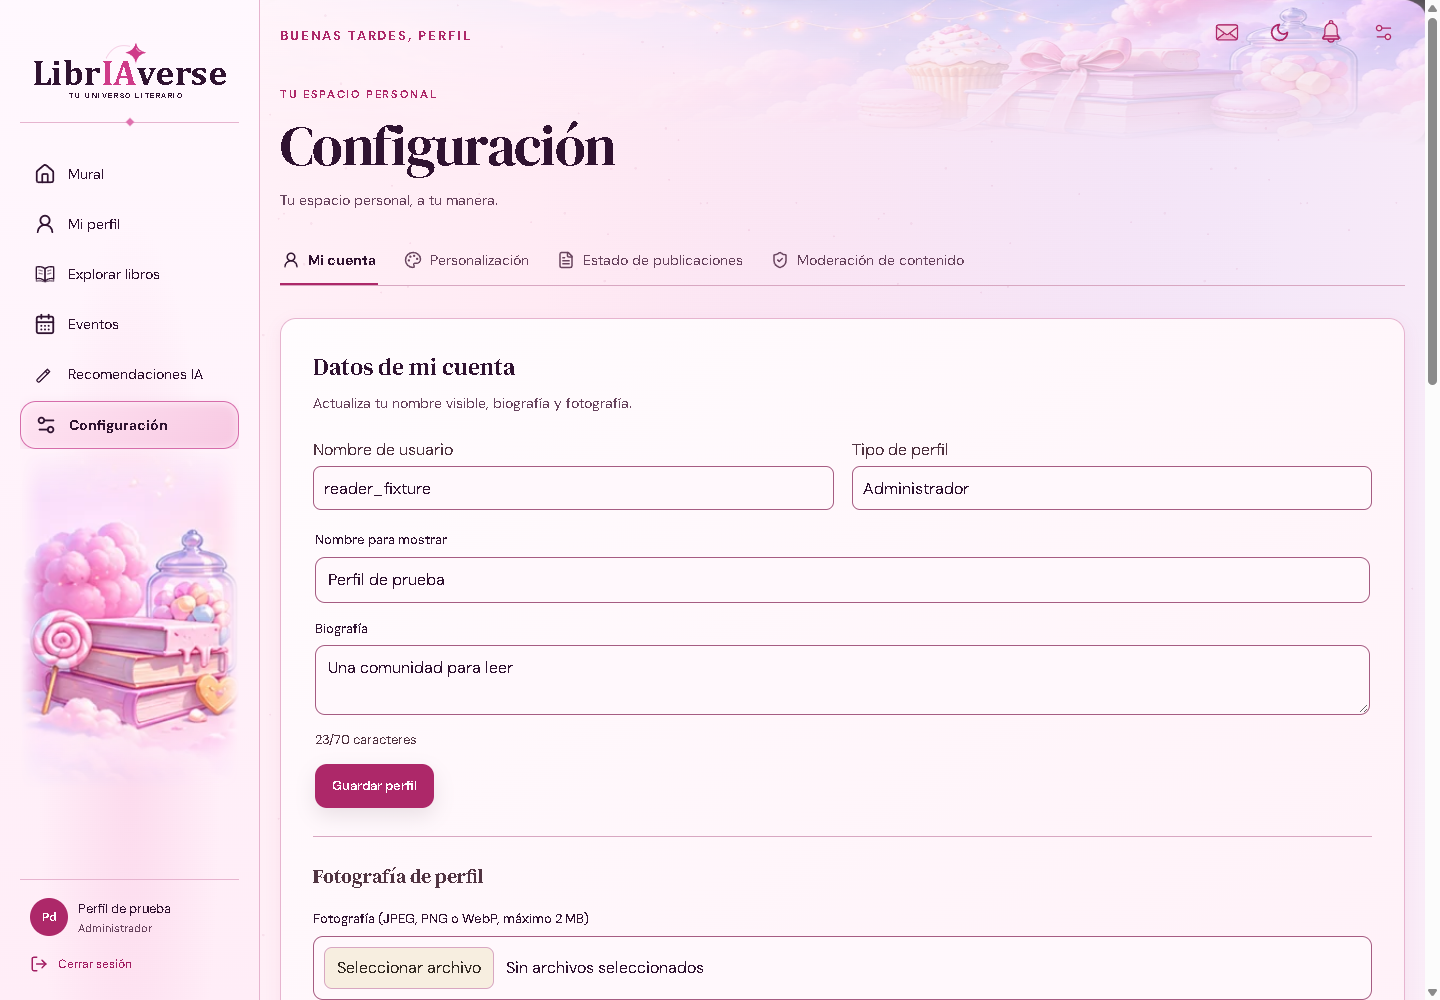 LibrIAverse
TU UNIVERSO LITERARIO
Mural
Mi perfil
Explorar libros
Eventos
Recomendaciones IA
Configuración
Pd
Perfil de prueba
Administrador
Cerrar sesión
BUENAS TARDES, PERFIL
TU ESPACIO PERSONAL
Configuración
Tu espacio personal, a tu manera.
Mi cuenta
Personalización
Estado de publicaciones
Moderación de contenido
Datos de mi cuenta
Actualiza tu nombre visible, biografía y fotografía.
Nombre de usuario
reader_fixture
Tipo de perfil
Administrador
Nombre para mostrar
Perfil de prueba
Biografía
Una comunidad para leer
23/70 caracteres
Guardar perfil
Fotografía de perfil
Fotografía (JPEG, PNG o WebP, máximo 2 MB)
Seleccionar archivo
Sin archivos seleccionados